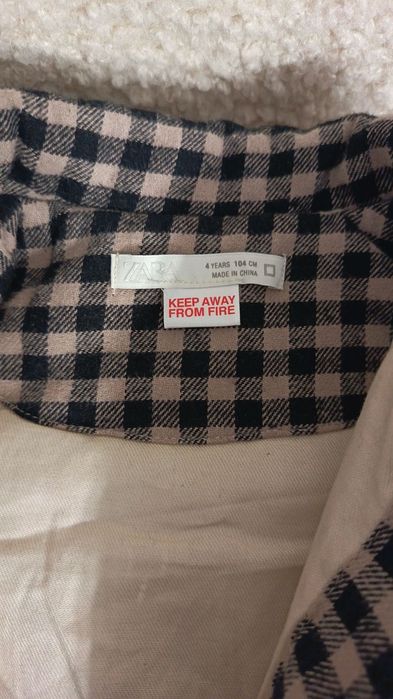 ZARA
4 YEARS 104 CM
MADE IN CHINA
KEEP AWAY
FROM FIRE